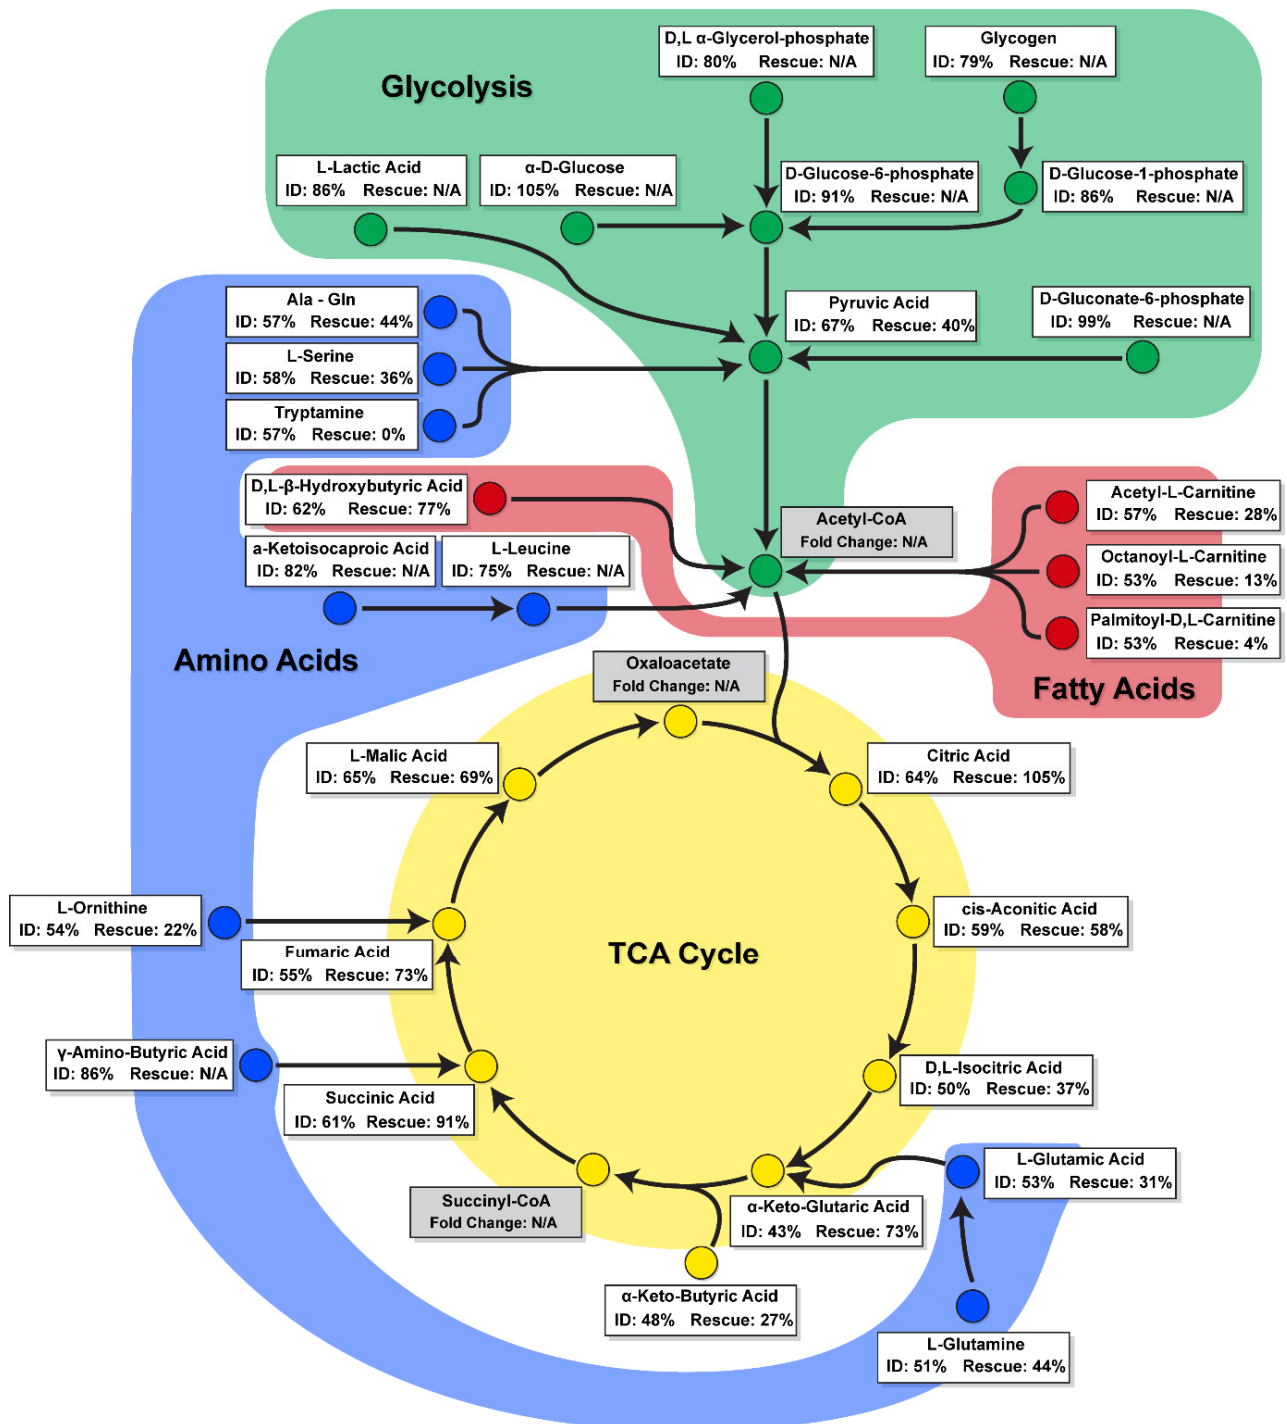 D,L α-Glycerol-phosphate
ID: 80% Rescue: N/A
Glycogen
ID: 79% Rescue: N/A
Glycolysis
L-Lactic Acid
ID: 86% Rescue: N/A
α-D-Glucose
ID: 105% Rescue: N/A
D-Glucose-6-phosphate
ID: 91% Rescue: N/A
D-Glucose-1-phosphate
ID: 86% Rescue: N/A
Ala - Gln
ID: 57% Rescue: 44%
Pyruvic Acid
ID: 67% Rescue: 40%
D-Gluconate-6-phosphate
ID: 99% Rescue: N/A
L-Serine
ID: 58% Rescue: 36%
Tryptamine
ID: 57% Rescue: 0%
D,L-β-Hydroxybutyric Acid
ID: 62% Rescue: 77%
Acetyl-CoA
Fold Change: N/A
Acetyl-L-Carnitine
ID: 57% Rescue: 28%
a-Ketoisocaproic Acid
ID: 82% Rescue: N/A
L-Leucine
ID: 75% Rescue: N/A
Octanoyl-L-Carnitine
ID: 53% Rescue: 13%
Palmitoyl-D,L-Carnitine
ID: 53% Rescue: 4%
Amino Acids
Fatty Acids
Oxaloacetate
Fold Change: N/A
L-Malic Acid
ID: 65% Rescue: 69%
Citric Acid
ID: 64% Rescue: 105%
L-Ornithine
ID: 54% Rescue: 22%
cis-Aconitic Acid
ID: 59% Rescue: 58%
Fumaric Acid
ID: 55% Rescue: 73%
TCA Cycle
γ-Amino-Butyric Acid
ID: 86% Rescue: N/A
D,L-Isocitric Acid
ID: 50% Rescue: 37%
Succinic Acid
ID: 61% Rescue: 91%
L-Glutamic Acid
ID: 53% Rescue: 31%
Succinyl-CoA
Fold Change: N/A
α-Keto-Glutaric Acid
ID: 43% Rescue: 73%
α-Keto-Butyric Acid
ID: 48% Rescue: 27%
L-Glutamine
ID: 51% Rescue: 44%